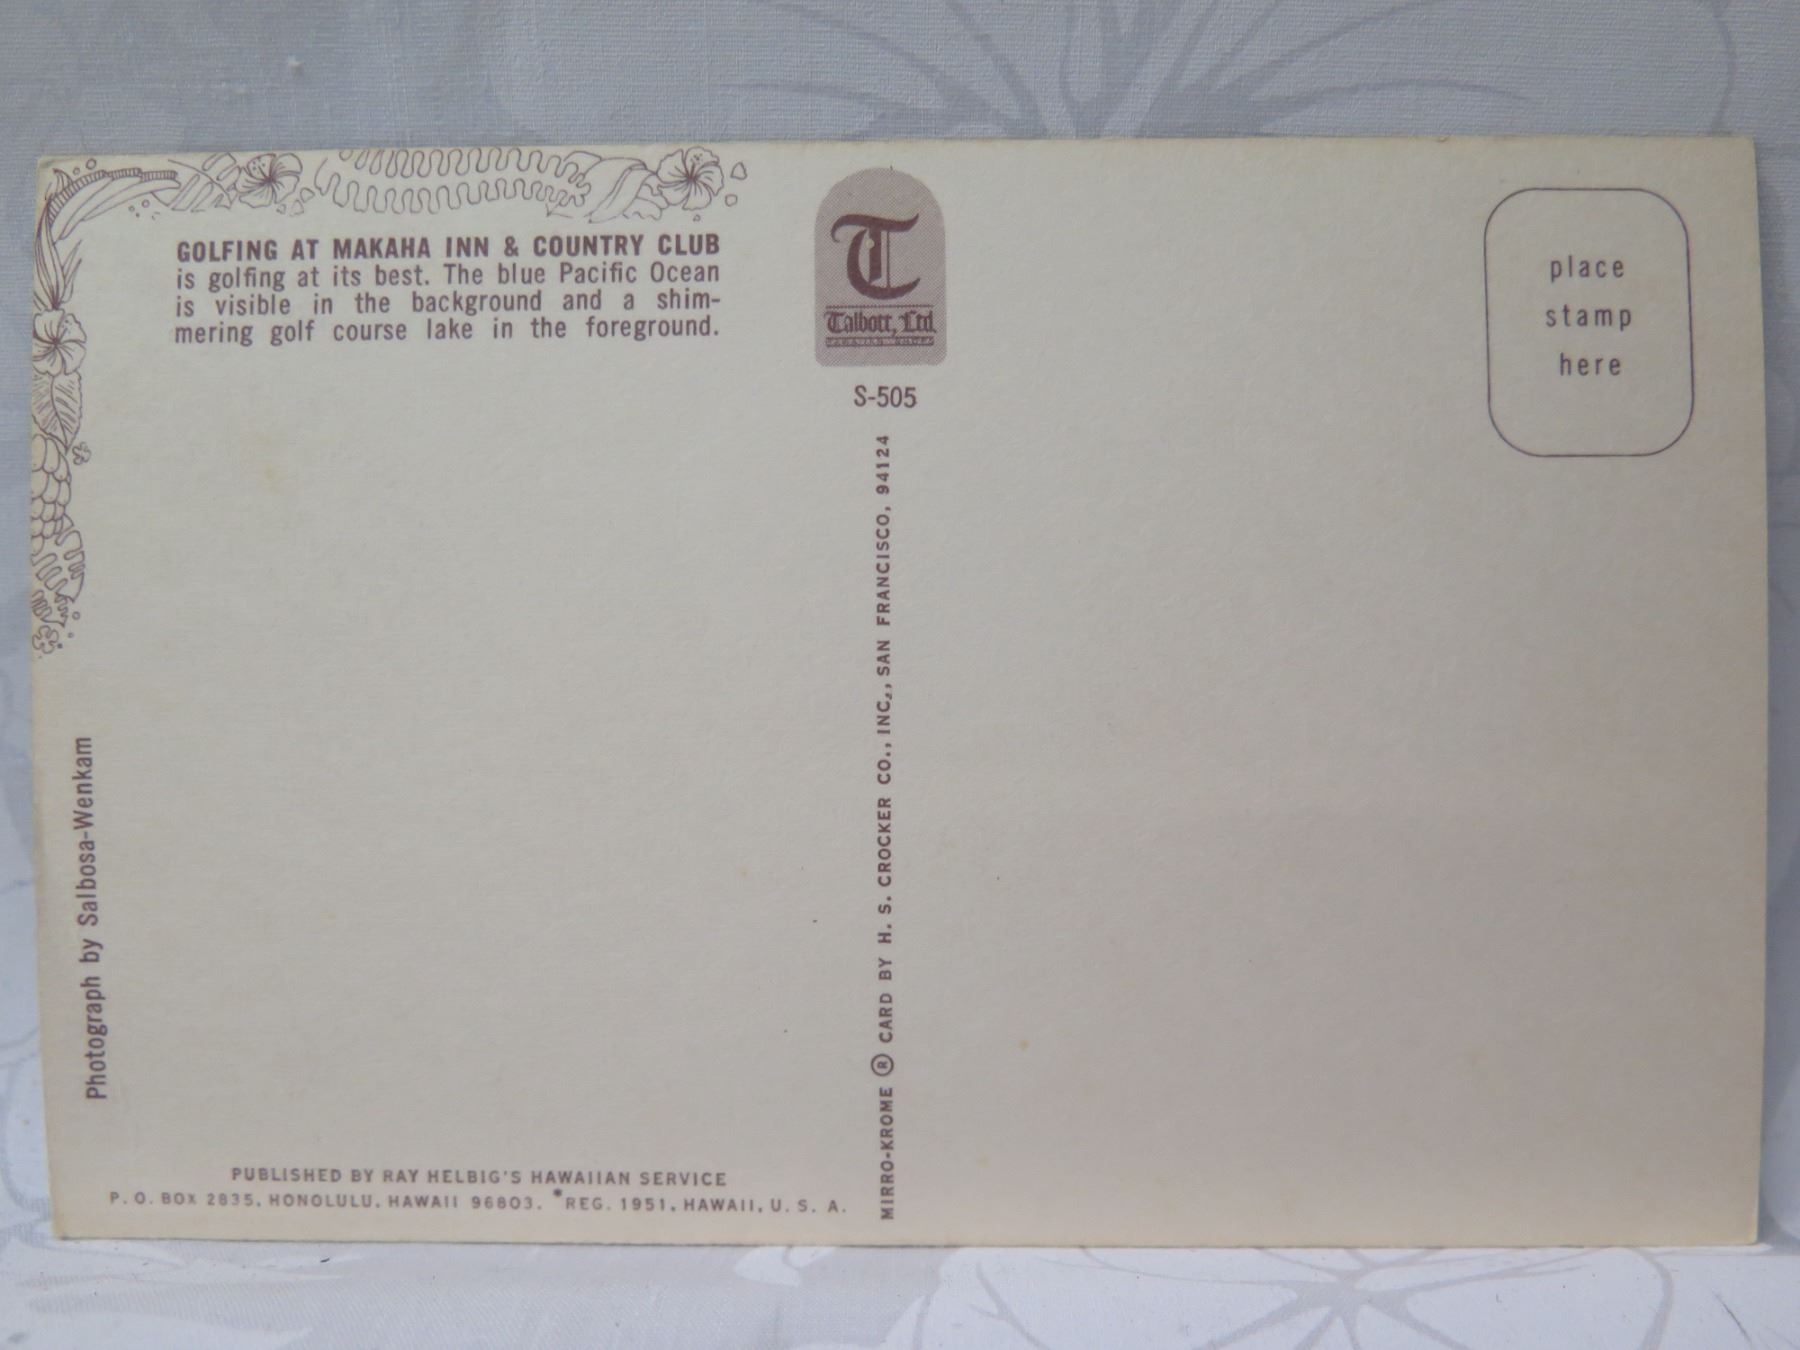 GOLFING AT MAKAHA INN & COUNTRY CLUB
is golfing at its best. The blue Pacific Ocean
is visible in the background and a shim-
mering golf course lake in the foreground.
T
Talbott, Ltd.
S-505
place
stamp
here
MIRRO-KROME ® CARD BY H. S. CROCKER CO., INC., SAN FRANCISCO, 94124
Photograph by Salbosa-Wenkam
PUBLISHED BY RAY HELBIG'S HAWAIIAN SERVICE
P. O. BOX 2835, HONOLULU, HAWAII 96803. *REG. 1951, HAWAII, U. S. A.